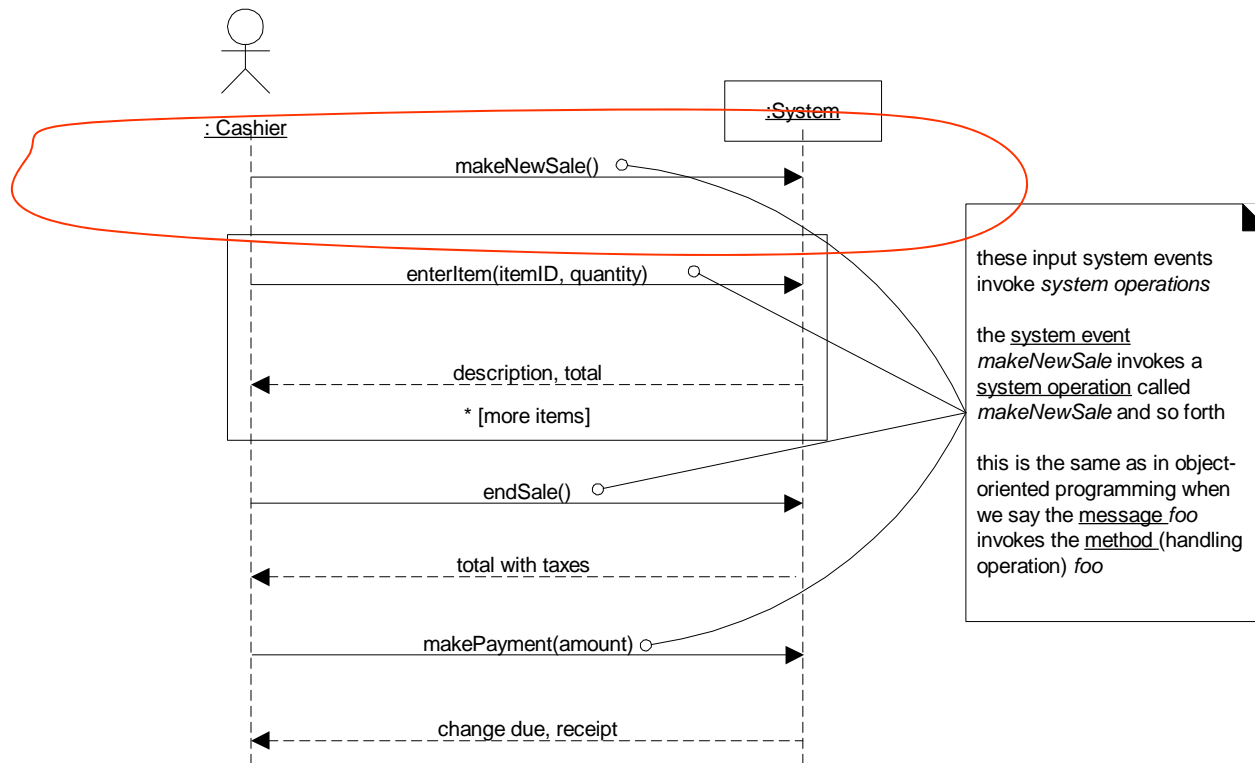 : Cashier
:System
makeNewSale()
enterItem(itemID, quantity)
description, total
* [more items]
endSale()
total with taxes
makePayment(amount)
change due, receipt
these input system events
invoke system operations
the system event
makeNewSale invokes a
system operation called
makeNewSale and so forth
this is the same as in object-
oriented programming when
we say the message foo
invokes the method (handling
operation) foo